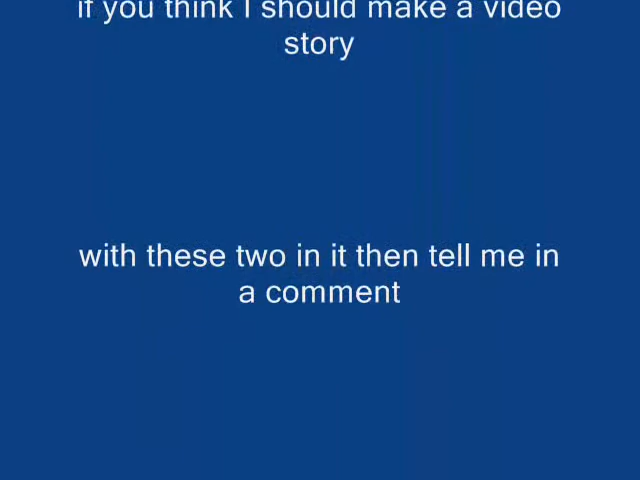 if you think I should make a video
story
with these two in it then tell me in
a comment